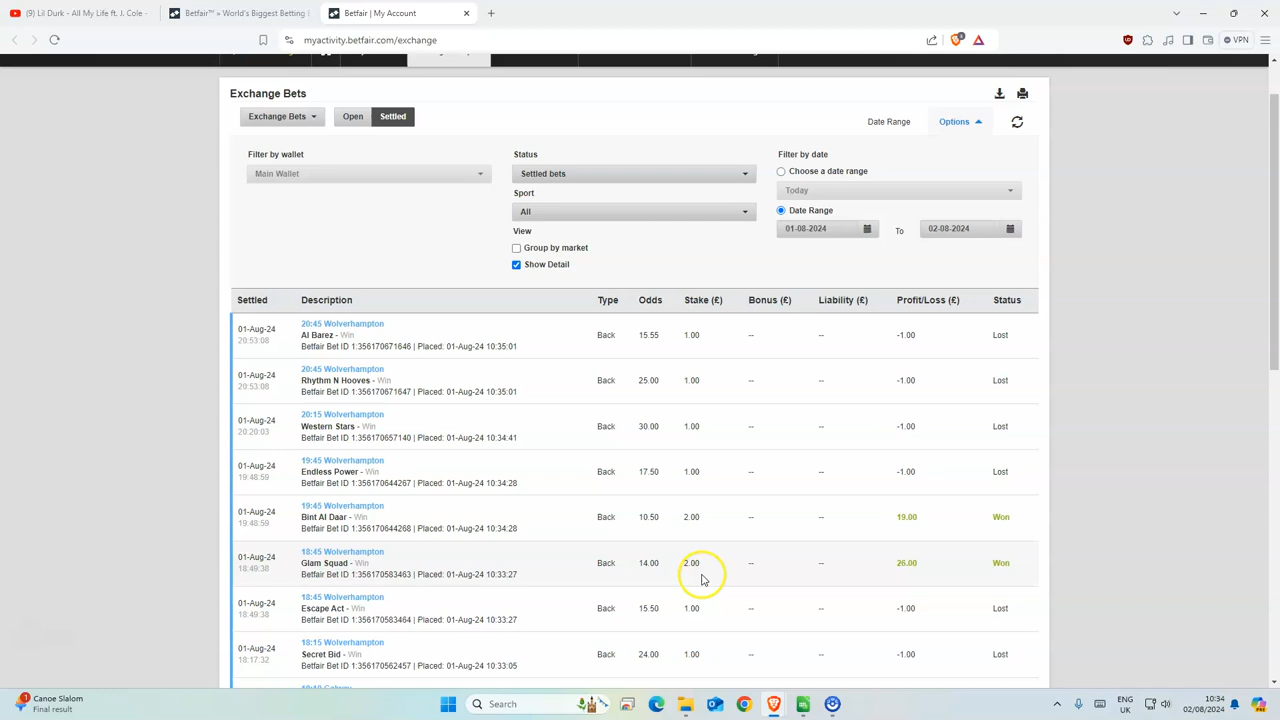 (9) Lil Durk - All My Life ft. J. Cole -
Betfair™ » World's Biggest Betting
Betfair | My Account
myactivity.betfair.com/exchange
VPN
Exchange Bets
Exchange Bets
Open
Settled
Date Range
Options
Filter by wallet
Status
Filter by date
Main Wallet
Settled bets
Choose a date range
Sport
Today
All
Date Range
View
01-08-2024
To
02-08-2024
Group by market
Show Detail
Settled Description Type Odds Stake (£) Bonus (£) Liability (£) Profit/Loss (£) Status
20:45 Wolverhampton
01-Aug-24 Al Barez - Win Back 15.55 1.00 -- -- -1.00 Lost
20:53:08 Betfair Bet ID 1:356170671646 | Placed: 01-Aug-24 10:35:01
20:45 Wolverhampton
01-Aug-24 Rhythm N Hooves - Win Back 25.00 1.00 -- -- -1.00 Lost
20:53:08 Betfair Bet ID 1:356170671647 | Placed: 01-Aug-24 10:35:01
20:15 Wolverhampton
01-Aug-24 Western Stars - Win Back 30.00 1.00 -- -- -1.00 Lost
20:20:03 Betfair Bet ID 1:356170657140 | Placed: 01-Aug-24 10:34:41
19:45 Wolverhampton
01-Aug-24 Endless Power - Win Back 17.50 1.00 -- -- -1.00 Lost
19:48:59 Betfair Bet ID 1:356170644267 | Placed: 01-Aug-24 10:34:28
19:45 Wolverhampton
01-Aug-24 Bint Al Daar - Win Back 10.50 2.00 -- -- 19.00 Won
19:48:59 Betfair Bet ID 1:356170644268 | Placed: 01-Aug-24 10:34:28
18:45 Wolverhampton
01-Aug-24 Glam Squad - Win Back 14.00 2.00 -- -- 26.00 Won
18:49:38 Betfair Bet ID 1:356170583463 | Placed: 01-Aug-24 10:33:27
18:45 Wolverhampton
01-Aug-24 Escape Act - Win Back 15.50 1.00 -- -- -1.00 Lost
18:49:38 Betfair Bet ID 1:356170583464 | Placed: 01-Aug-24 10:33:27
18:15 Wolverhampton
01-Aug-24 Secret Bid - Win Back 24.00 1.00 -- -- -1.00 Lost
18:17:32 Betfair Bet ID 1:356170562457 | Placed: 01-Aug-24 10:33:05
Canoe Slalom
Final result
Search
ENG
UK
10:34
02/08/2024